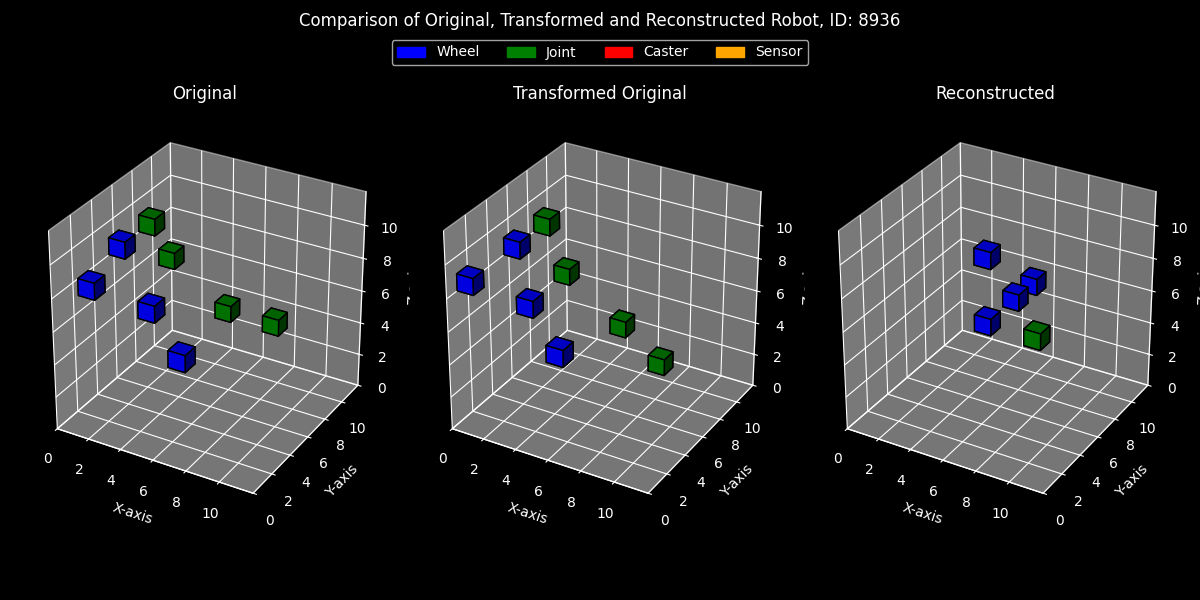 Comparison of Original, Transformed and Reconstructed Robot, ID: 8936
Wheel Joint Caster Sensor
Original Transformed Original Reconstructed
10 10 10
8 8 8
6 6 6
4 4 4
2 2 2
0 0 0
0 2 4 6 8 10 0 2 4 6 8 10 0 2 4 6 8 10
0 2 4 6 8 10 0 2 4 6 8 10 0 2 4 6 8 10
X-axis Y-axis X-axis Y-axis X-axis Y-axis